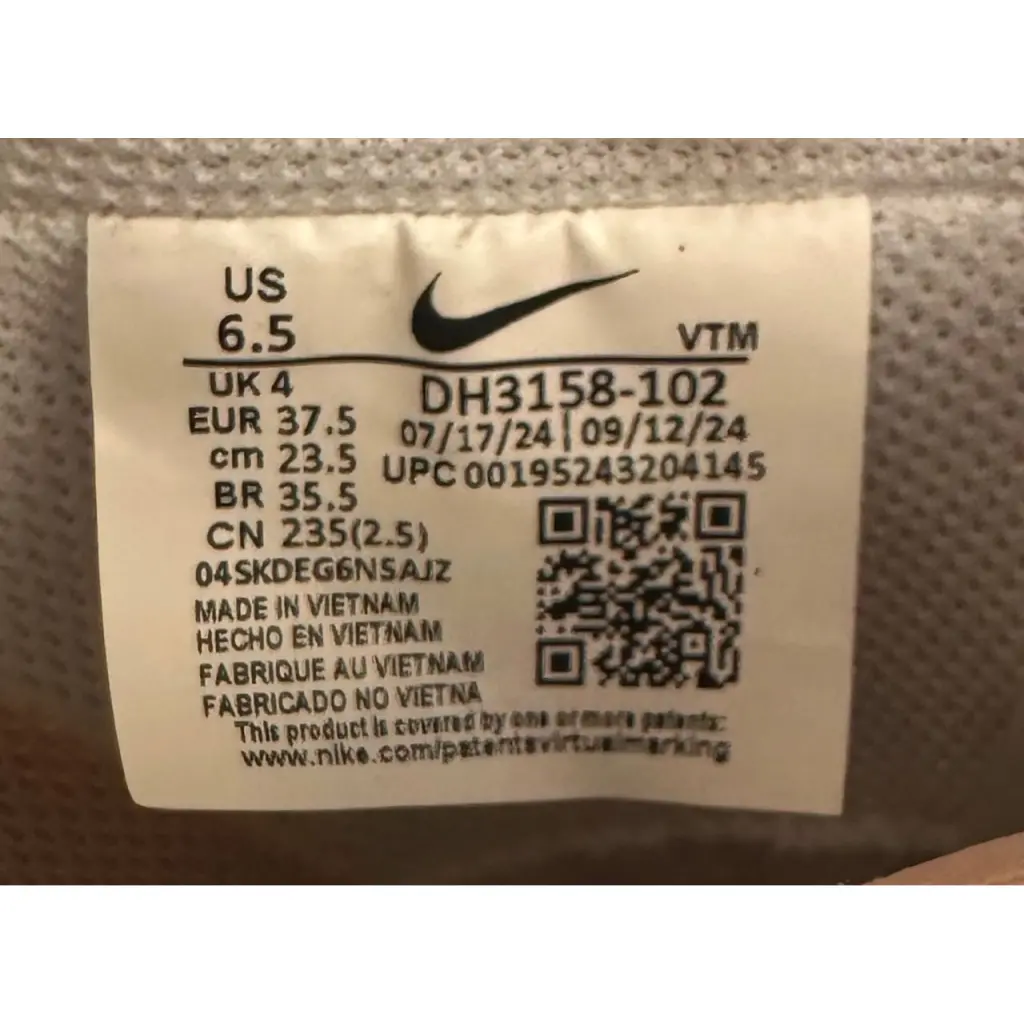 US
6.5
VTM
UK 4
EUR 37.5
cm 23.5
BR 35.5
CN 235(2.5)
DH3158-102
07/17/24 | 09/12/24
UPC 00195243204145
04SKDEG6NSAJZ
MADE IN VIETNAM
HECHO EN VIETNAM
FABRIQUE AU VIETNAM
FABRICADO NO VIETNA
This product is covered by one or more patents:
www.nike.com/patentsvirtualmarking